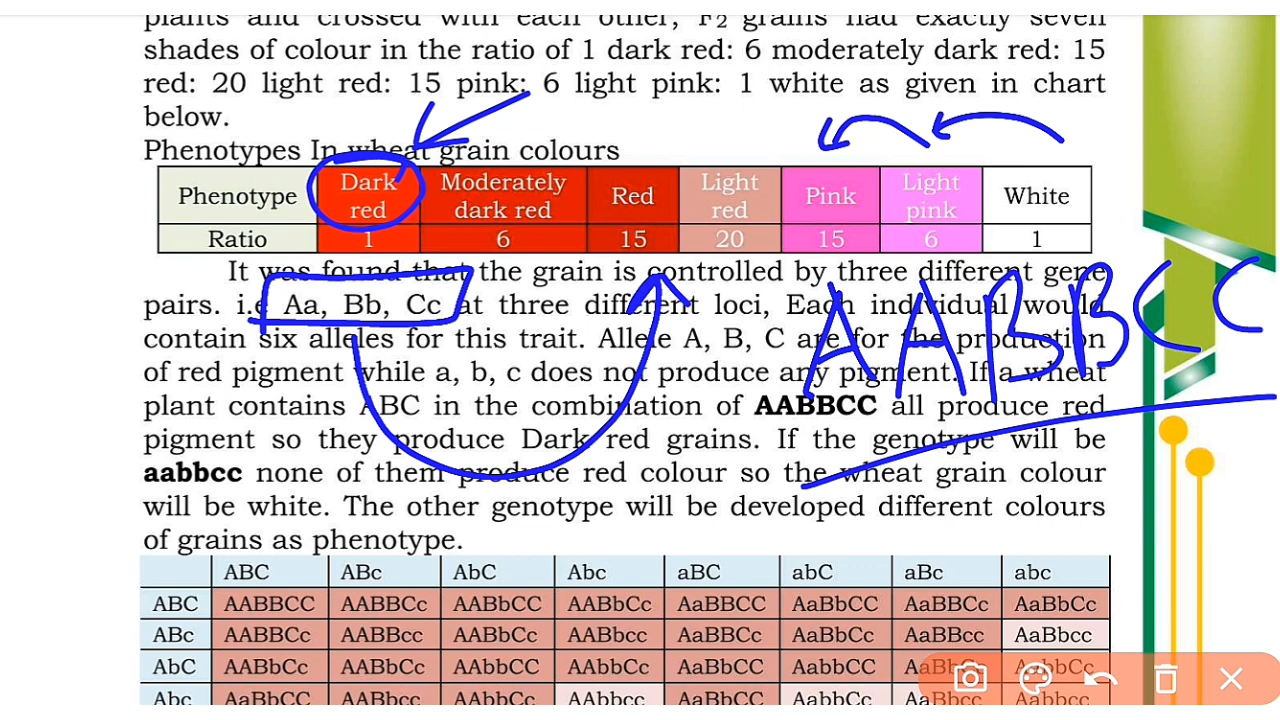 plants and crossed with each other, F2 grains had exactly seven
shades of colour in the ratio of 1 dark red: 6 moderately dark red: 15
red: 20 light red: 15 pink: 6 light pink: 1 white as given in chart
below.
Phenotypes In wheat grain colours
Phenotype Dark red Moderately dark red Red Light red Pink Light pink White
Ratio 1 6 15 20 15 6 1
It was found that the grain is controlled by three different gene
pairs. i.e Aa, Bb, Cc at three different loci, Each individual would
contain six alleles for this trait. Allele A, B, C are for the production
of red pigment while a, b, c does not produce any pigment. If a wheat
plant contains ABC in the combination of AABBCC all produce red
pigment so they produce Dark red grains. If the genotype will be
aabbcc none of them produce red colour so the wheat grain colour
will be white. The other genotype will be developed different colours
of grains as phenotype.
AABBCC
ABC ABc AbC Abc aBC abC aBc abc
ABC AABBCC AABBCc AABbCC AABbCc AaBBCC AaBbCC AaBBCc AaBbCc
ABc AABBCc AABBcc AABbCc AABbcc AaBBCc AaBbCc AaBBcc AaBbcc
AbC AABbCc AABbCc AAbbCC AAbbCc AaBbCC AabbCC
Abc AaBbCC AABbcc AAbbCc AAbbcc AaBbCC AabbCc